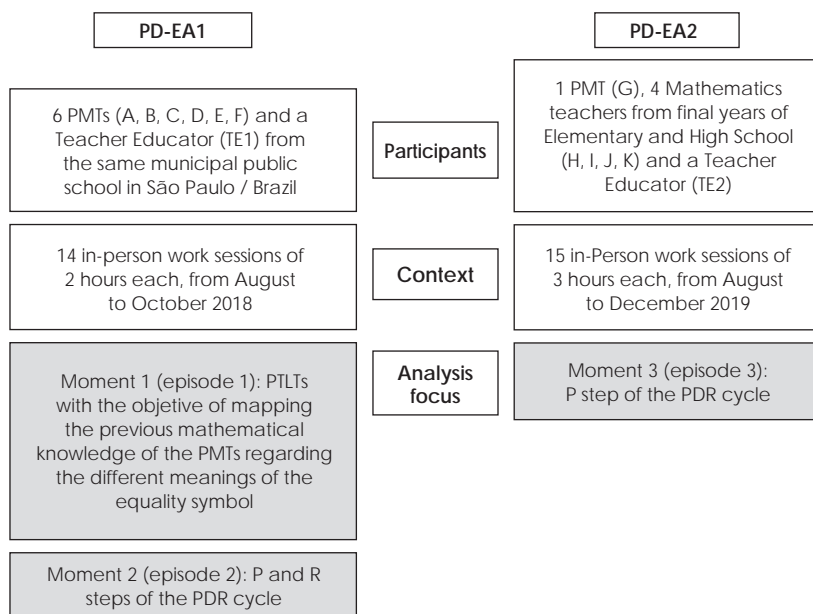 PD-EA1
PD-EA2
6 PMTs (A, B, C, D, E, F) and a
Teacher Educator (TE1) from
the same municipal public
school in São Paulo / Brazil
Participants
1 PMT (G), 4 Mathematics
teachers from final years of
Elementary and High School
(H, I, J, K) and a Teacher
Educator (TE2)
14 in-person work sessions of
2 hours each, from August
to October 2018
Context
15 in-Person work sessions of
3 hours each, from August
to December 2019
Moment 1 (episode 1): PTLTs
with the objetive of mapping
the previous mathematical
knowledge of the PMTs regarding
the different meanings of the
equality symbol
Analysis
focus
Moment 3 (episode 3):
P step of the PDR cycle
Moment 2 (episode 2): P and R
steps of the PDR cycle